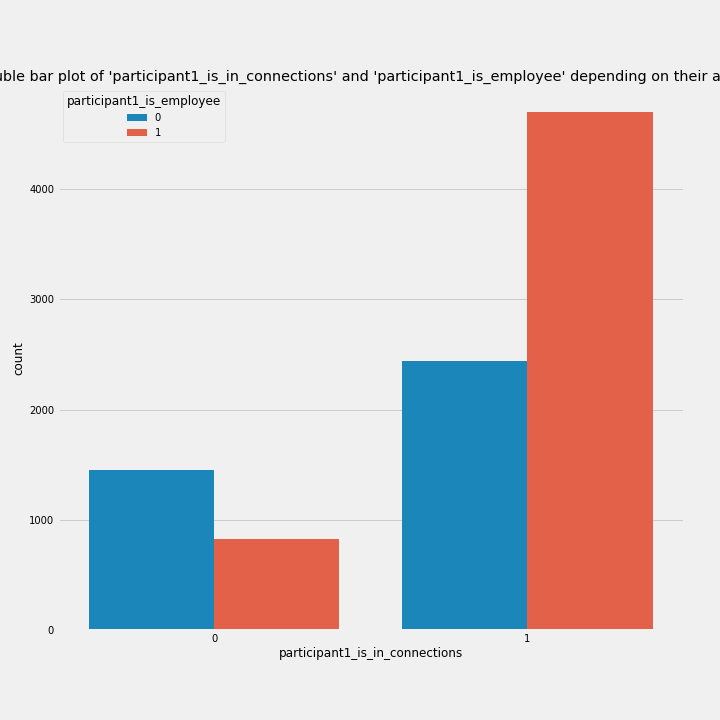 ble bar plot of 'participant1_is_in_connections' and 'participant1_is_employee' depending on their a
participant1_is_employee
0
1
4000
3000
count
2000
1000
0
0 1
participant1_is_in_connections